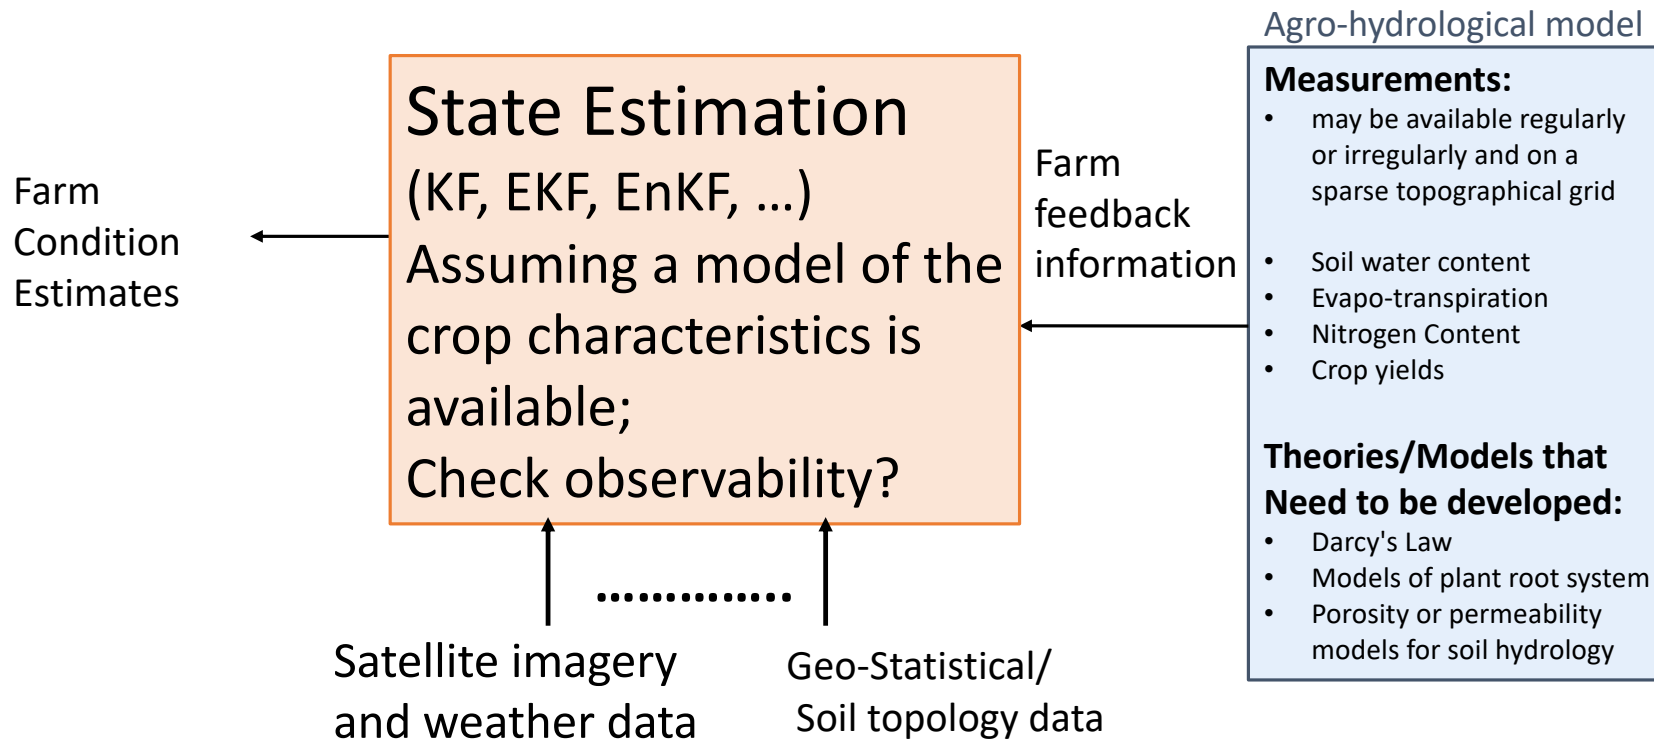 Agro-hydrological model
Measurements:
• may be available regularly
or irregularly and on a
sparse topographical grid
• Soil water content
• Evapo-transpiration
• Nitrogen Content
• Crop yields
Theories/Models that
Need to be developed:
• Darcy's Law
• Models of plant root system
• Porosity or permeability
models for soil hydrology
Farm
feedback
information
State Estimation
(KF, EKF, EnKF, …)
Assuming a model of the
crop characteristics is
available;
Check observability?
Farm
Condition
Estimates
..............
Satellite imagery
and weather data
Geo-Statistical/
Soil topology data